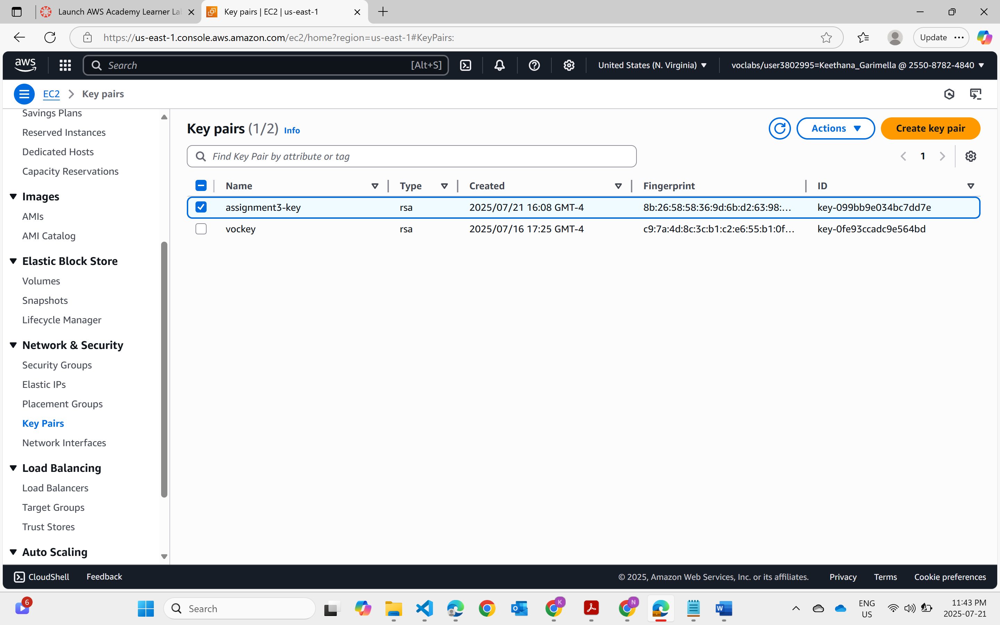 Launch AWS Academy Learner La
Key pairs | EC2 | us-east-1
https://us-east-1.console.aws.amazon.com/ec2/home?region=us-east-1#KeyPairs:
Update
aws
Search
[Alt+S]
United States (N. Virginia)
voclabs/user3802995=Keethana_Garimella @ 2550-8782-4840
EC2
Key pairs
Savings Plans
Reserved Instances
Dedicated Hosts
Capacity Reservations
Images
AMIs
AMI Catalog
Elastic Block Store
Volumes
Snapshots
Lifecycle Manager
Network & Security
Security Groups
Elastic IPs
Placement Groups
Key Pairs
Network Interfaces
Load Balancing
Load Balancers
Target Groups
Trust Stores
Auto Scaling
Key pairs (1/2) Info
Actions
Create key pair
Find Key Pair by attribute or tag
1
Name Type Created Fingerprint ID
assignment3-key rsa 2025/07/21 16:08 GMT-4 8b:26:58:58:36:9d:6b:d2:63:98:... key-099bb9e034bc7dd7e
vockey rsa 2025/07/16 17:25 GMT-4 c9:7a:4d:8c:3c:b1:c2:e6:55:b1:0f... key-0fe93ccadc9e564bd
CloudShell
Feedback
© 2025, Amazon Web Services, Inc. or its affiliates.
Privacy
Terms
Cookie preferences
6
Search
K
N
ENG
US
11:43 PM
2025-07-21